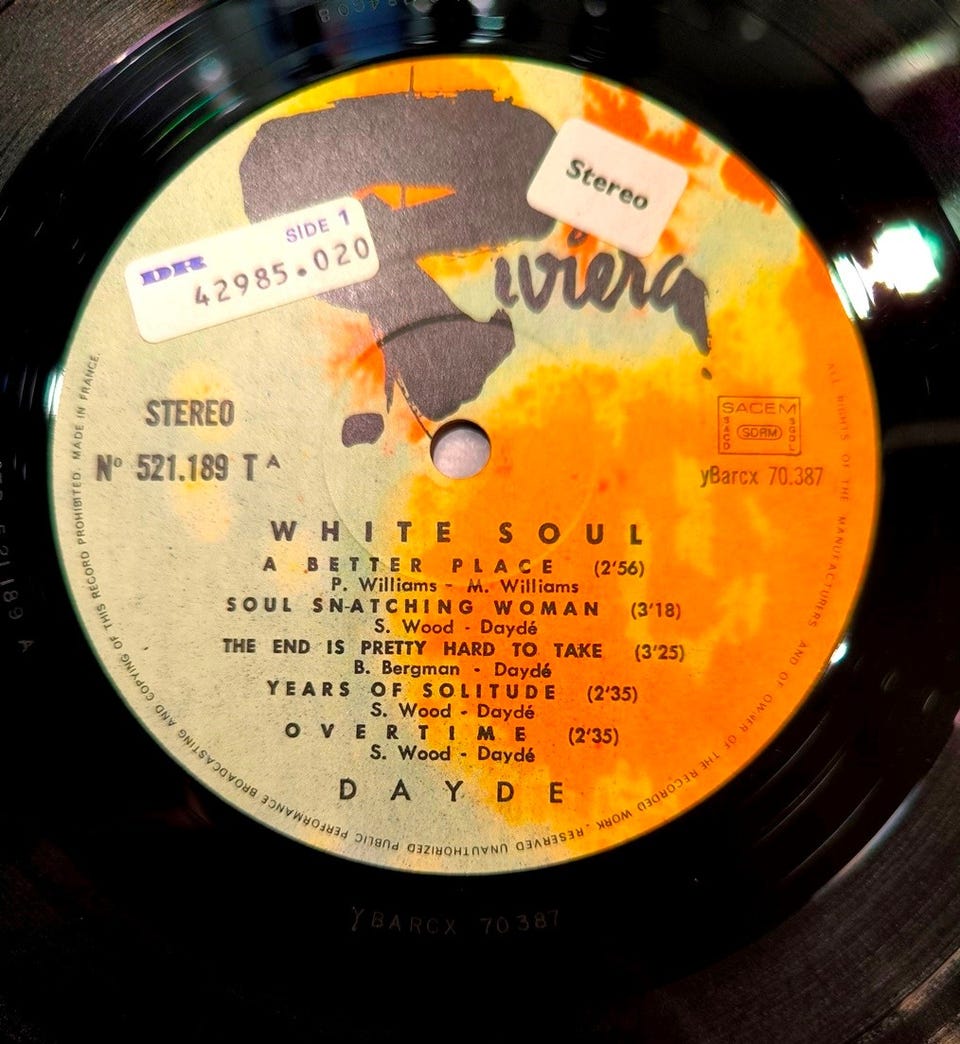 Riviera
Stereo
DR SIDE 1
42985.020
STEREO
Nº 521.189 T A
SACEM
SACD SDRM SGDL
yBarcx 70.387
WHITE SOUL
A BETTER PLACE (2'56)
P. Williams - M. Williams
SOUL SNATCHING WOMAN (3'18)
S. Wood - Daydé
THE END IS PRETTY HARD TO TAKE (3'25)
B. Bergman - Daydé
YEARS OF SOLITUDE (2'35)
S. Wood - Daydé
OVERTIME (2'35)
S. Wood - Daydé
DAYDE
ALL RIGHTS OF THE MANUFACTURERS AND OF OWNER OF THE RECORDED WORK. RESERVED UNAUTHORIZED PUBLIC PERFORMANCE BROADCASTING AND COPYING OF THIS RECORD PROHIBITED. MADE IN FRANCE.
YBARCX 70387